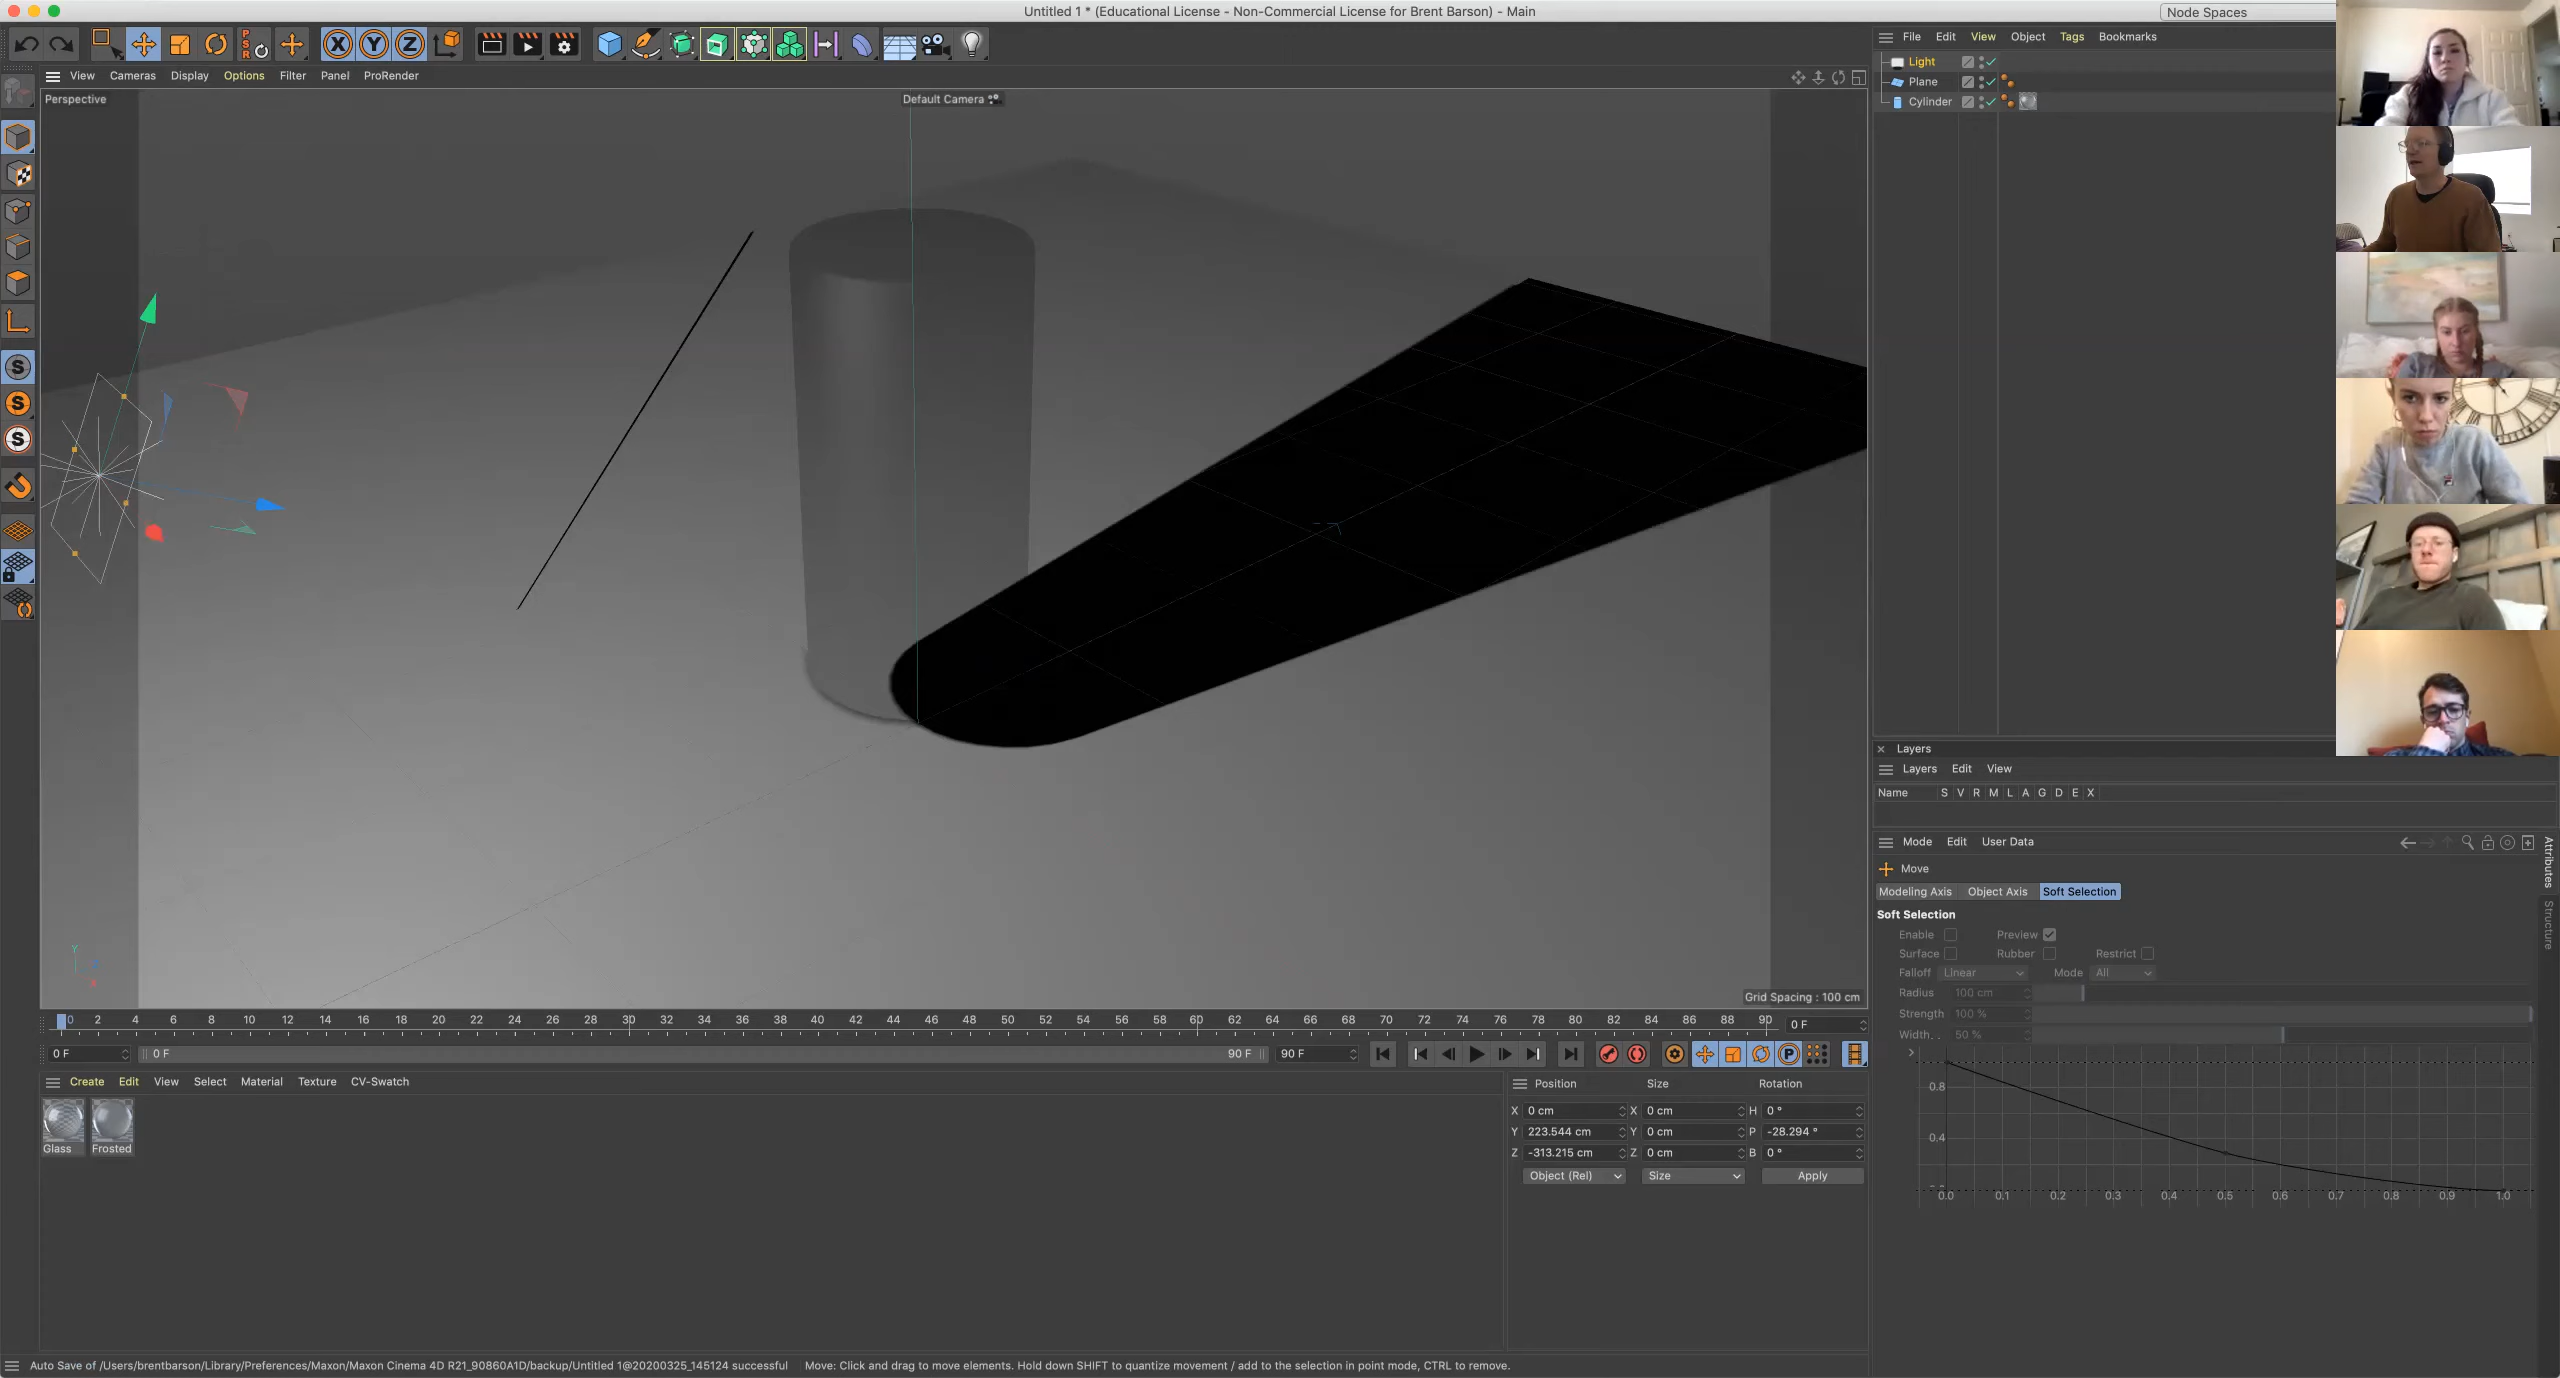 Untitled 1 * (Educational License - Non-Commercial License for Brent Barson) - Main
Node Spaces
PSR
X Y Z
File Edit View Object Tags Bookmarks
View Cameras Display Options Filter Panel ProRender
Perspective
Default Camera
Light
Plane
Cylinder
S
S
S
Y
Grid Spacing : 100 cm
Layers
Layers Edit View
Name S V R M L A G D E X
Mode Edit User Data
Attributes
Structure
Move
Modeling Axis Object Axis Soft Selection
Soft Selection
Enable Preview
Surface Rubber Restrict
Falloff Linear Mode All
Radius 100 cm
Strength 100 %
Width. . 50 %
0.8
0.4
0.0 0.1 0.2 0.3 0.4 0.5 0.6 0.7 0.8 0.9 1.0
0 2 4 6 8 10 12 14 16 18 20 22 24 26 28 30 32 34 36 38 40 42 44 46 48 50 52 54 56 58 60 62 64 66 68 70 72 74 76 78 80 82 84 86 88 90 0 F
0 F 0 F 90 F 90 F P
Create Edit View Select Material Texture CV-Swatch
Glass Frosted
Position Size Rotation
X 0 cm X 0 cm H 0 °
Y 223.544 cm Y 0 cm P -28.294 °
Z -313.215 cm Z 0 cm B 0 °
Object (Rel) Size Apply
Auto Save of /Users/brentbarson/Library/Preferences/Maxon/Maxon Cinema 4D R21_90860A1D/backup/Untitled 1@20200325_145124 successful Move: Click and drag to move elements. Hold down SHIFT to quantize movement / add to the selection in point mode, CTRL to remove.